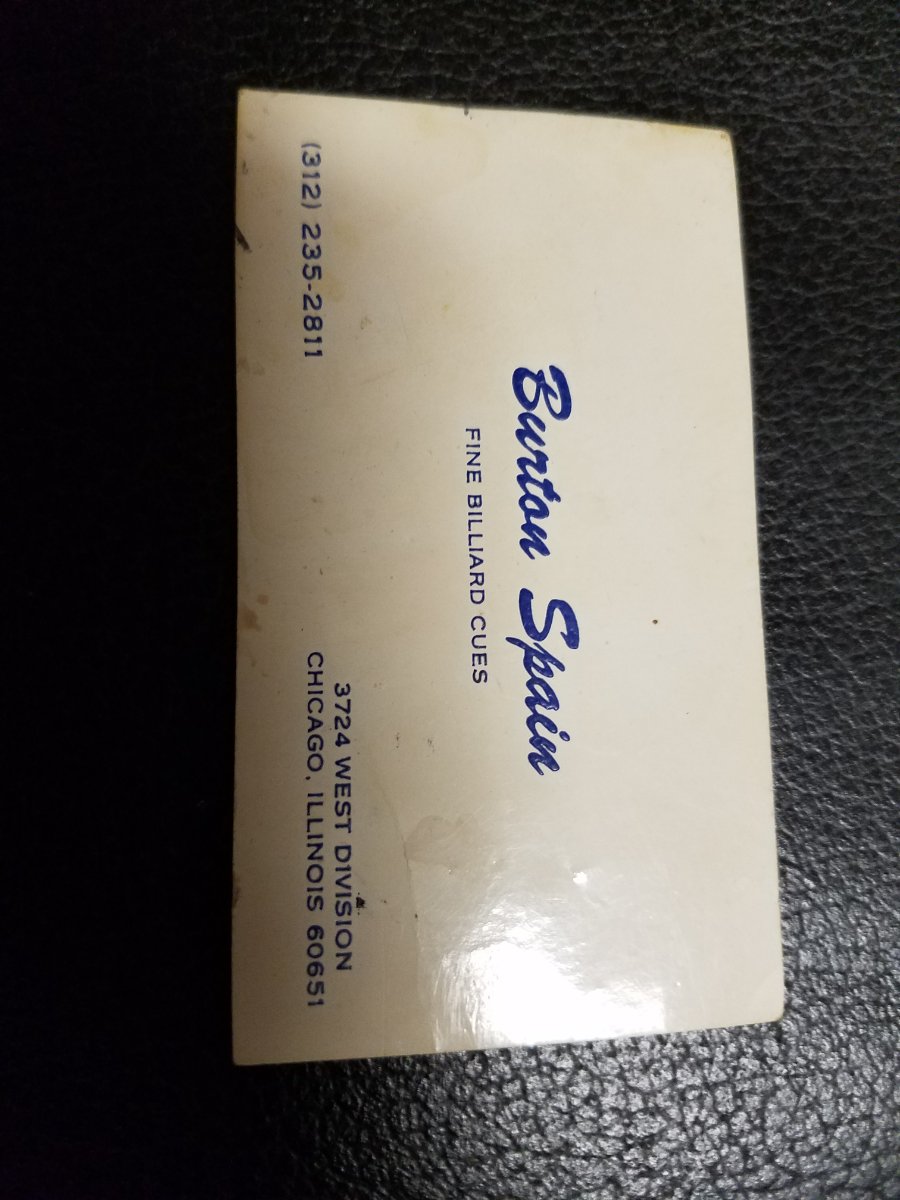 Burton Spain
FINE BILLIARD CUES
(312) 235-2811
3724 WEST DIVISION
CHICAGO, ILLINOIS 60651